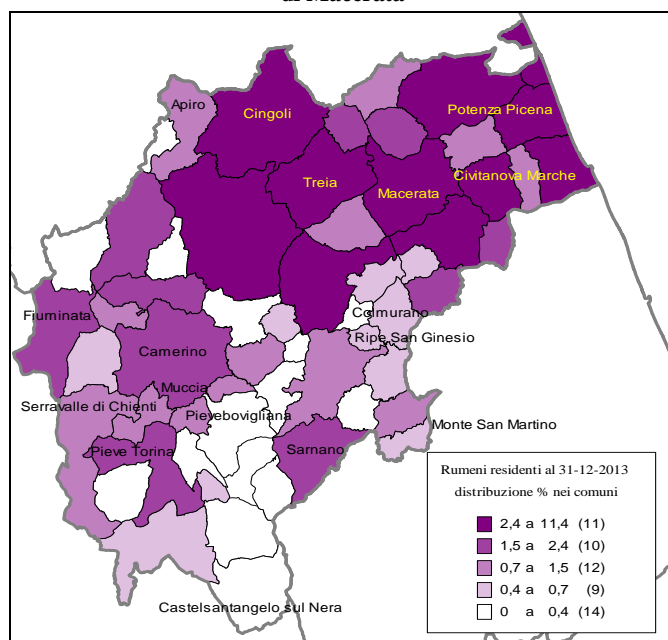 di Macerata
Apiro
Cingoli
Potenza Picena
Treia
Macerata
Civitanova Marche
Fiuminata
Colmurano
Camerino
Ripe San Ginesio
Muccia
Serravalle di Chienti
Pievebovigliana
Monte San Martino
Pieve Torina
Sarnano
Castelsantangelo sul Nera
Rumeni residenti al 31-12-2013
distribuzione % nei comuni
2,4 a 11,4 (11)
1,5 a 2,4 (10)
0,7 a 1,5 (12)
0,4 a 0,7 (9)
0 a 0,4 (14)